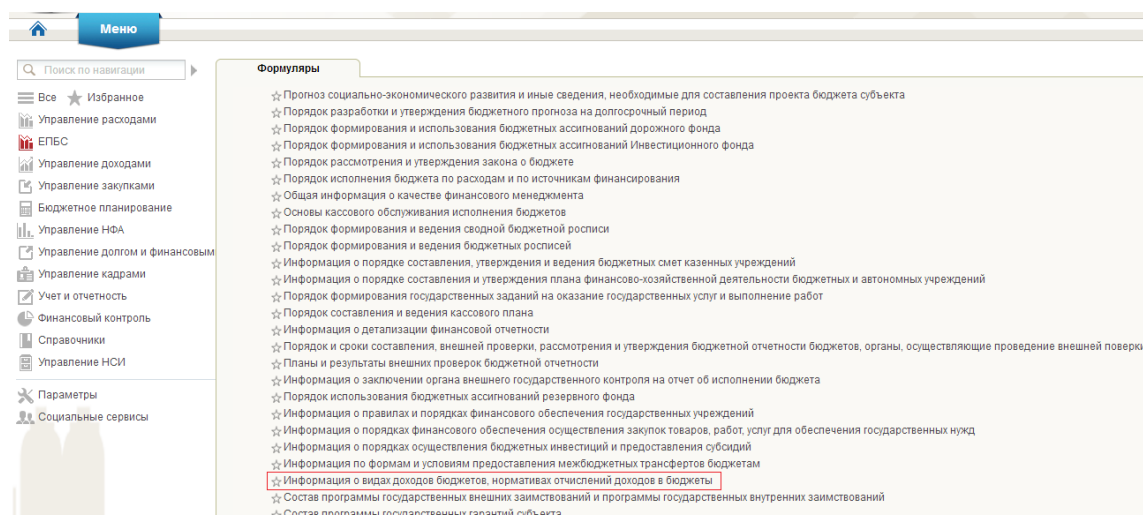 Меню
Поиск по навигации
Все Избранное
Управление расходами
ЕПБС
Управление доходами
Управление закупками
Бюджетное планирование
Управление НФА
Управление долгом и финансовым
Управление кадрами
Учет и отчетность
Финансовый контроль
Справочники
Управление НСИ
Параметры
Социальные сервисы
Формуляры
Прогноз социально-экономического развития и иные сведения, необходимые для составления проекта бюджета субъекта
Порядок разработки и утверждения бюджетного прогноза на долгосрочный период
Порядок формирования и использования бюджетных ассигнований дорожного фонда
Порядок формирования и использования бюджетных ассигнований Инвестиционного фонда
Порядок рассмотрения и утверждения закона о бюджете
Порядок исполнения бюджета по расходам и по источникам финансирования
Общая информация о качестве финансового менеджмента
Основы кассового обслуживания исполнения бюджетов
Порядок формирования и ведения сводной бюджетной росписи
Порядок формирования и ведения бюджетных росписей
Информация о порядке составления, утверждения и ведения бюджетных смет казенных учреждений
Информация о порядке составления и утверждения плана финансово-хозяйственной деятельности бюджетных и автономных учреждений
Порядок формирования государственных заданий на оказание государственных услуг и выполнение работ
Порядок составления и ведения кассового плана
Информация о детализации финансовой отчетности
Порядок и сроки составления, внешней проверки, рассмотрения и утверждения бюджетной отчетности бюджетов, органы, осуществляющие проведение внешней поверки
Планы и результаты внешних проверок бюджетной отчетности
Информация о заключении органа внешнего государственного контроля на отчет об исполнении бюджета
Порядок использования бюджетных ассигнований резервного фонда
Информация о правилах и порядках финансового обеспечения государственных учреждений
Информация о порядках финансового обеспечения осуществления закупок товаров, работ, услуг для обеспечения государственных нужд
Информация о порядках осуществления бюджетных инвестиций и предоставления субсидий
Информация по формам и условиям предоставления межбюджетных трансфертов бюджетам
Информация о видах доходов бюджетов, нормативах отчислений доходов в бюджеты
Состав программы государственных внешних заимствований и программы государственных внутренних заимствований
Состав программы государственных гарантий субъекта